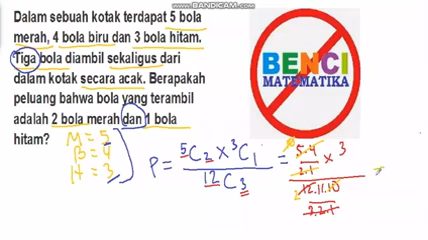 www.BANDICAM.com
Dalam sebuah kotak terdapat 5 bola
merah, 4 bola biru dan 3 bola hitam.
Tiga bola diambil sekaligus dari
dalam kotak secara acak. Berapakah
peluang bahwa bola yang terambil
adalah 2 bola merah dan 1 bola
hitam?
BENCI
MATEMATIKA
M = 5
B = 4
H = 3
P = ⁵C₂ × ³C₁ / ¹²C₃ = 5.4 / 2.1 × 3
12.11.10
3.2.1